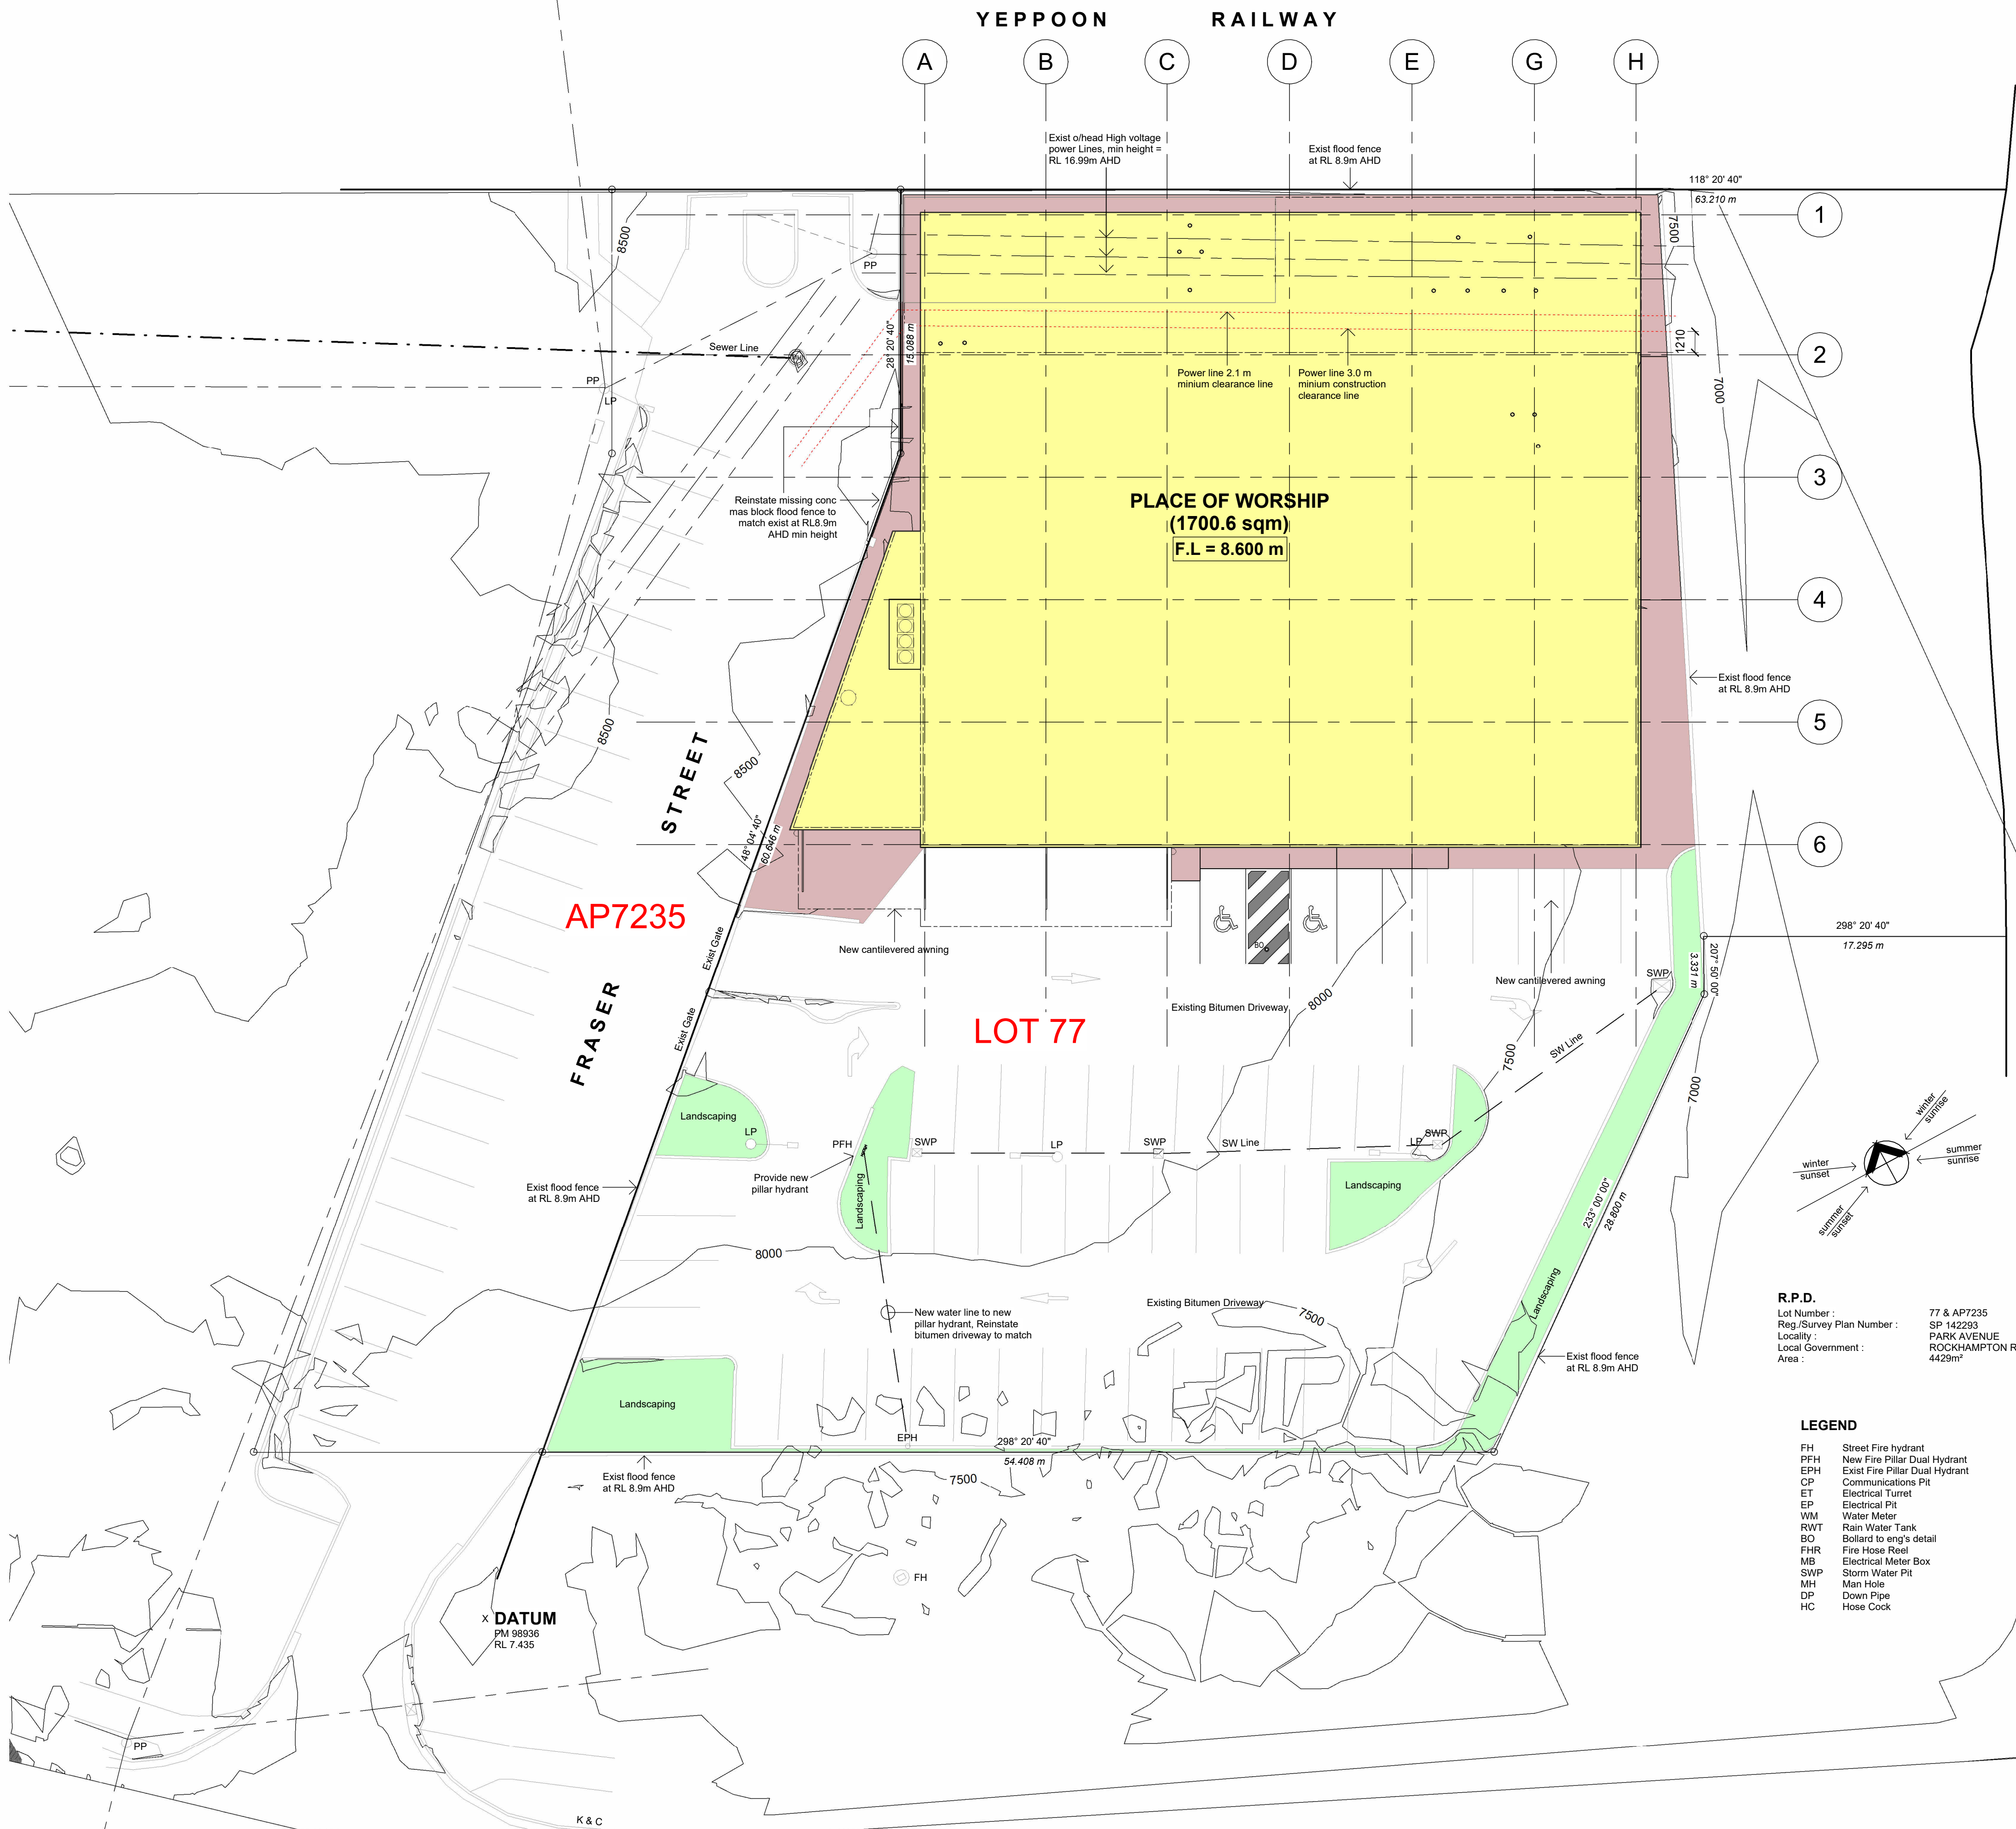 YEPPOON RAILWAY
A B C D E G H
Exist o/head High voltage
power Lines, min height =
RL 16.99m AHD
Exist flood fence
at RL 8.9m AHD
118° 20' 40"
63.210 m
1
8500
7500
PP
Sewer Line
MH
28° 20' 40"
15.088 m
1210
2
PP
LP
Power line 2.1 m
minium clearance line
Power line 3.0 m
minium construction
clearance line
7000
3
Reinstate missing conc
mas block flood fence to
match exist at RL8.9m
AHD min height
PLACE OF WORSHIP
(1700.6 sqm)
F.L = 8.600 m
4
Exist flood fence
at RL 8.9m AHD
5
8500
8500
FRASER STREET
48° 04' 40"
60.646 m
6
AP7235
New cantilevered awning
BO
New cantilevered awning
298° 20' 40"
17.295 m
207° 50' 00"
3.331 m
SWP
Exist Gate
Exist Gate
Existing Bitumen Driveway
8000
LOT 77
SW Line
7500
7000
Landscaping
LP
PFH
SWP
LP
SWP
SW Line
LP
SWP
Provide new
pillar hydrant
Landscaping
Landscaping
Exist flood fence
at RL 8.9m AHD
winter
sunrise
summer
sunrise
winter
sunset
summer
sunset
233° 00' 00"
28.800 m
8000
Landscaping
New water line to new
pillar hydrant, Reinstate
bitumen driveway to match
Existing Bitumen Driveway
7500
Exist flood fence
at RL 8.9m AHD
R.P.D.
Lot Number : 77 & AP7235
Reg./Survey Plan Number : SP 142293
Locality : PARK AVENUE
Local Government : ROCKHAMPTON R
Area : 4429m²
Landscaping
EPH
298° 20' 40"
54.408 m
Exist flood fence
at RL 8.9m AHD
7500
FH
LEGEND
FH Street Fire hydrant
PFH New Fire Pillar Dual Hydrant
EPH Exist Fire Pillar Dual Hydrant
CP Communications Pit
ET Electrical Turret
EP Electrical Pit
WM Water Meter
RWT Rain Water Tank
BO Bollard to eng's detail
FHR Fire Hose Reel
MB Electrical Meter Box
SWP Storm Water Pit
MH Man Hole
DP Down Pipe
HC Hose Cock
X DATUM
PM 98936
RL 7.435
PP
K & C